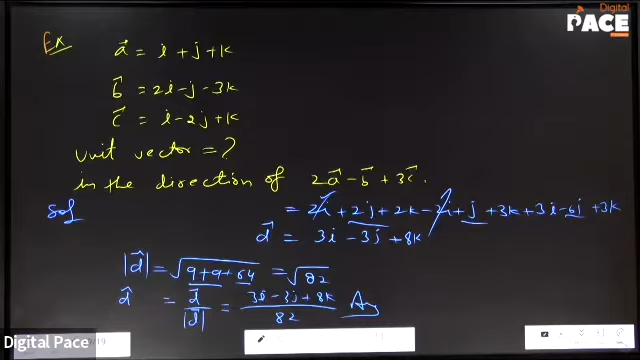 Digital
PACE
Ex
a⃗ = i + j + k
b⃗ = 2i - j - 3k
c⃗ = i - 2j + k
Unit vector = ?
in the direction of 2a⃗ - b⃗ + 3c⃗.
Sol
= 2i + 2j + 2k - 2i + j + 3k + 3i - 6j + 3k
d⃗ = 3i - 3j + 8k
|d⃗| = √9+9+64 = √82
d̂ = d⃗/|d⃗| = 3i - 3j + 8k/82 Ans
Digital Pace